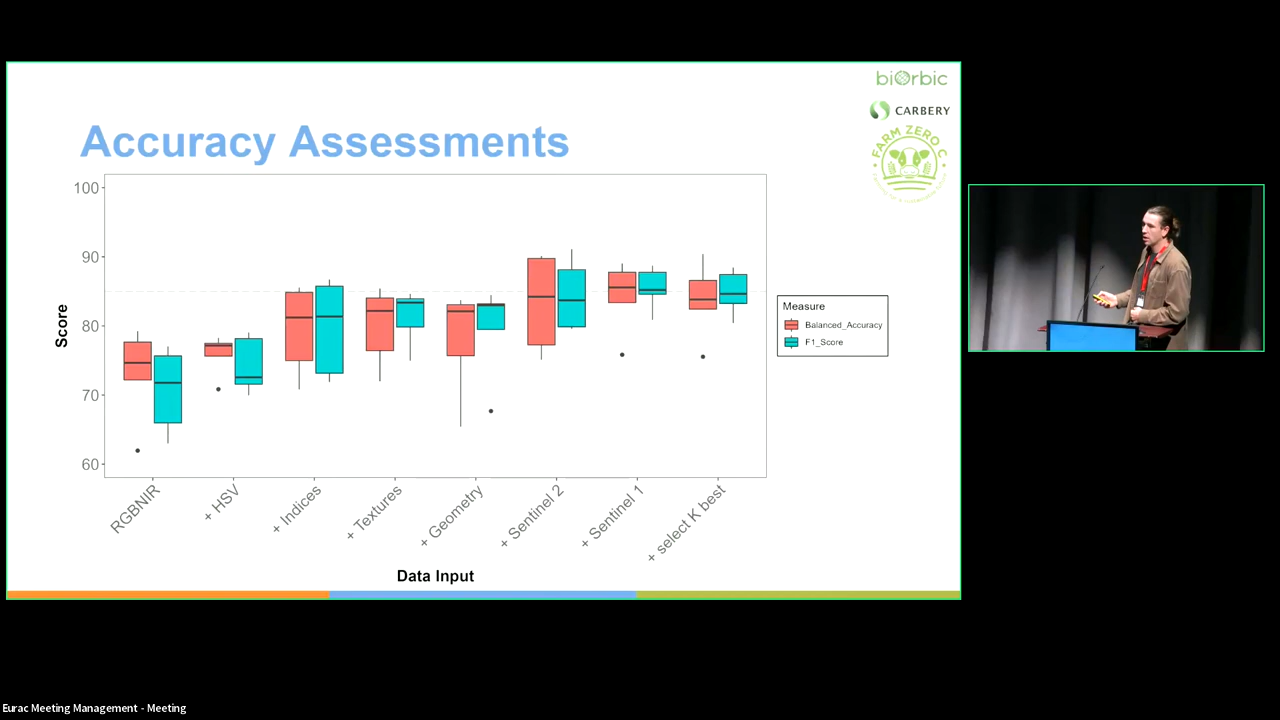 biOrbic
CARBERY
FARM ZERO C
Accuracy Assessments
100
90
80
70
60
Score
RGBNIR
+ HSV
+ Indices
+ Textures
+ Geometry
+ Sentinel 2
+ Sentinel 1
+ select K best
Data Input
Measure
Balanced_Accuracy
F1_Score
Eurac Meeting Management - Meeting